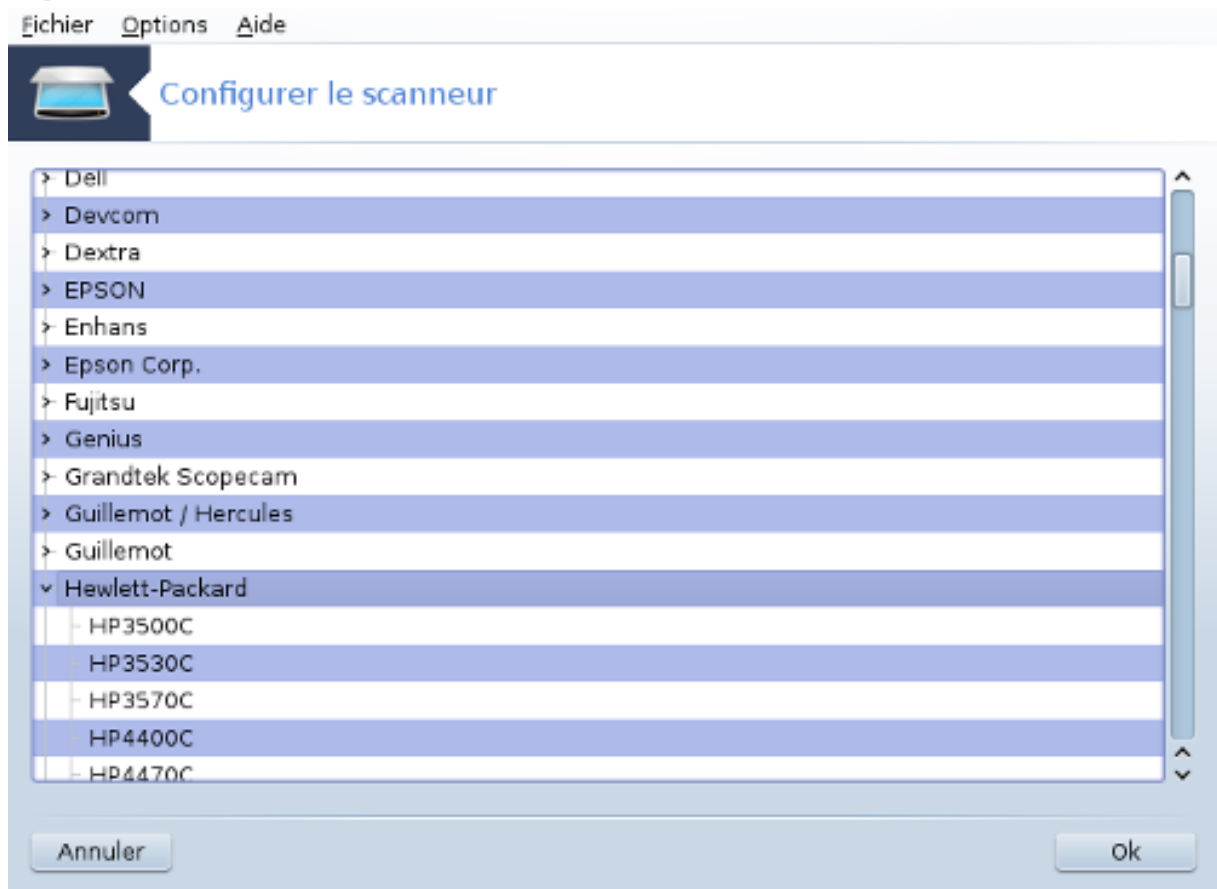 Fichier Options Aide
Configurer le scanneur
Dell
Devcom
Dextra
EPSON
Enhans
Epson Corp.
Fujitsu
Genius
Grandtek Scopecam
Guillemot / Hercules
Guillemot
Hewlett-Packard
HP3500C
HP3530C
HP3570C
HP4400C
HP4470C
Annuler Ok